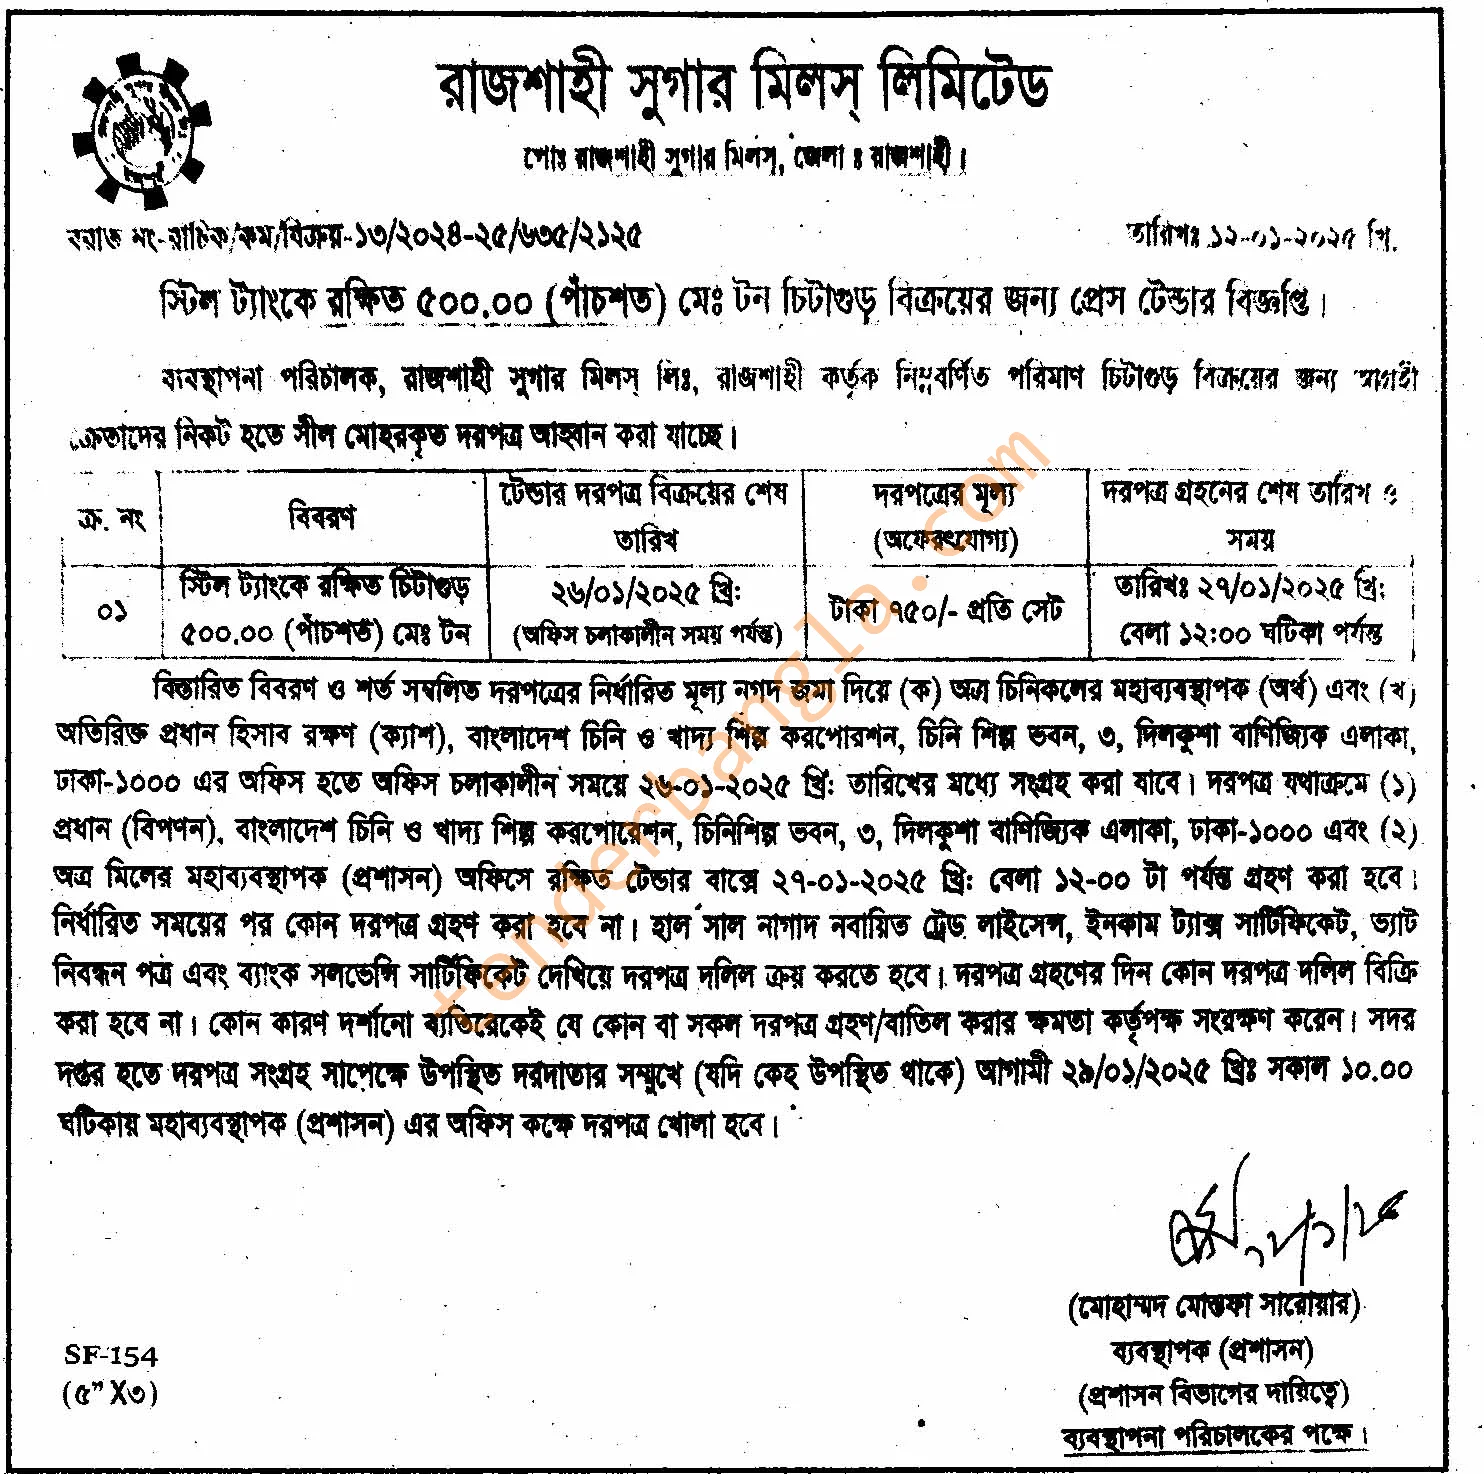 রাজশাহী সুগার মিলস্ লিমিটেড
পোঃ রাজশাহী সুগার মিলস্, জেলা ঃ রাজশাহী।
বরাত নং-রাচিক/কম/বিক্রয়-১৩/২০২৪-২৫/৬৩৫/২১২৫
তারিখঃ ১২-০১-২০২৫ খ্রি.
স্টিল ট্যাংকে রক্ষিত ৫০০.০০ (পাঁচশত) মেঃ টন চিটাগুড় বিক্রয়ের জন্য প্রেস টেন্ডার বিজ্ঞপ্তি।
ব্যবস্থাপনা পরিচালক, রাজশাহী সুগার মিলস্ লিঃ, রাজশাহী কর্তৃক নিম্নবর্ণিত পরিমাণ চিটাগুড় বিক্রয়ের জন্য আগ্রহী
ক্রেতাদের নিকট হতে সীল মোহরকৃত দরপত্র আহ্বান করা যাচ্ছে।
ক্র. নং
বিবরণ
টেন্ডার দরপত্র বিক্রয়ের শেষ
তারিখ
দরপত্রের মূল্য
(অফেরৎযোগ্য)
দরপত্র গ্রহনের শেষ তারিখ ও
সময়
০১
স্টিল ট্যাংকে রক্ষিত চিটাগুড়
৫০০.০০ (পাঁচশত) মেঃ টন
২৬/০১/২০২৫ খ্রি:
(অফিস চলাকালীন সময় পর্যন্ত)
টাকা ৭৫০/- প্রতি সেট
তারিখঃ ২৭/০১/২০২৫ খ্রি:
বেলা ১২:০০ ঘটিকা পর্যন্ত
বিস্তারিত বিবরণ ও শর্ত সম্বলিত দরপত্রের নির্ধারিত মূল্য নগদ জমা দিয়ে (ক) অত্র চিনিকলের মহাব্যবস্থাপক (অর্থ) এবং (খ)
অতিরিক্ত প্রধান হিসাব রক্ষণ (ক্যাশ), বাংলাদেশ চিনি ও খাদ্য শিল্প করপোরশন, চিনি শিল্প ভবন, ৩, দিলকুশা বাণিজ্যিক এলাকা,
ঢাকা-১০০০ এর অফিস হতে অফিস চলাকালীন সময়ে ২৬-০১-২০২৫ খ্রি: তারিখের মধ্যে সংগ্রহ করা যাবে। দরপত্র যথাক্রমে (১)
প্রধান (বিপণন), বাংলাদেশ চিনি ও খাদ্য শিল্প করপোরেশন, চিনিশিল্প ভবন, ৩, দিলকুশা বাণিজ্যিক এলাকা, ঢাকা-১০০০ এবং (২)
অত্র মিলের মহাব্যবস্থাপক (প্রশাসন) অফিসে রক্ষিত টেন্ডার বাক্সে ২৭-০১-২০২৫ খ্রি: বেলা ১২-০০ টা পর্যন্ত গ্রহণ করা হবে।
নির্ধারিত সময়ের পর কোন দরপত্র গ্রহণ করা হবে না। হাল সাল নাগাদ নবায়িত ট্রেড লাইসেন্স, ইনকাম ট্যাক্স সার্টিফিকেট, ভ্যাট
নিবন্ধন পত্র এবং ব্যাংক সলভেন্সি সার্টিফিকেট দেখিয়ে দরপত্র দলিল ক্রয় করতে হবে। দরপত্র গ্রহণের দিন কোন দরপত্র দলিল বিক্রি
করা হবে না। কোন কারণ দর্শানো ব্যতিরেকেই যে কোন বা সকল দরপত্র গ্রহণ/বাতিল করার ক্ষমতা কর্তৃপক্ষ সংরক্ষণ করেন। সদর
দপ্তর হতে দরপত্র সংগ্রহ সাপেক্ষে উপস্থিত দরদাতার সম্মুখে (যদি কেহ উপস্থিত থাকে) আগামী ২৯/০১/২০২৫ খ্রিঃ সকাল ১০.০০
ঘটিকায় মহাব্যবস্থাপক (প্রশাসন) এর অফিস কক্ষে দরপত্র খোলা হবে।
tenderbangla.com
১২/১/২৫
(মোহাম্মদ মোস্তফা সারোয়ার)
ব্যবস্থাপক (প্রশাসন)
(প্রশাসন বিভাগের দায়িত্বে)
ব্যবস্থাপনা পরিচালকের পক্ষে।
SF-154
(৫” X৩)